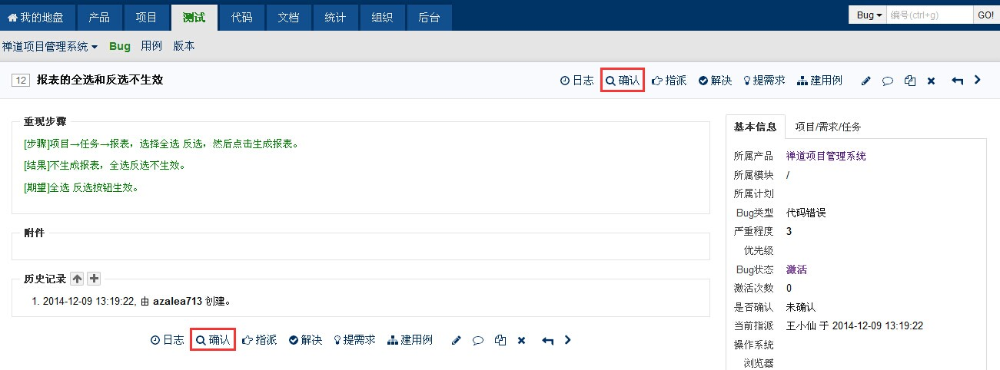 我的地盘 产品 项目 测试 代码 文档 统计 组织 后台 Bug 编号(ctrl+g) GO!
禅道项目管理系统 Bug 用例 版本
12 报表的全选和反选不生效 日志 确认 指派 解决 提需求 建用例
重现步骤
[步骤]项目→任务→报表，选择全选 反选，然后点击生成报表。
[结果]不生成报表，全选反选不生效。
[期望]全选 反选按钮生效。
附件
历史记录
1. 2014-12-09 13:19:22, 由 azalea713 创建。
日志 确认 指派 解决 提需求 建用例
基本信息 项目/需求/任务
所属产品 禅道项目管理系统
所属模块 /
所属计划
Bug类型 代码错误
严重程度 3
优先级
Bug状态 激活
激活次数 0
是否确认 未确认
当前指派 王小仙 于 2014-12-09 13:19:22
操作系统
浏览器